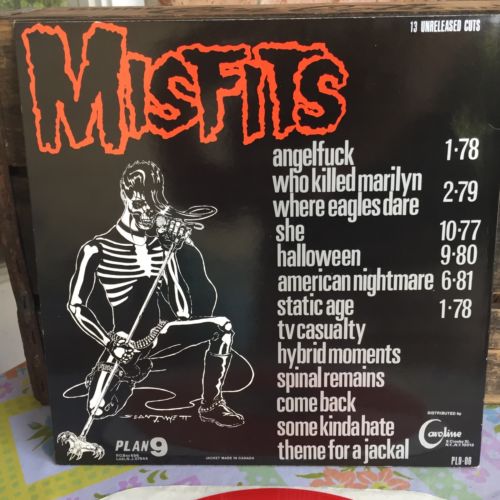 13 UNRELEASED CUTS
MISFITS
angelfuck 1·78
who killed marilyn
where eagles dare 2·79
she 10·77
halloween 9·80
american nightmare 6·81
static age 1·78
tv casualty
hybrid moments
spinal remains
come back
some kinda hate
theme for a jackal
PLAN 9
JACKET MADE IN CANADA
DISTRIBUTED by
Caroline
PL9-06